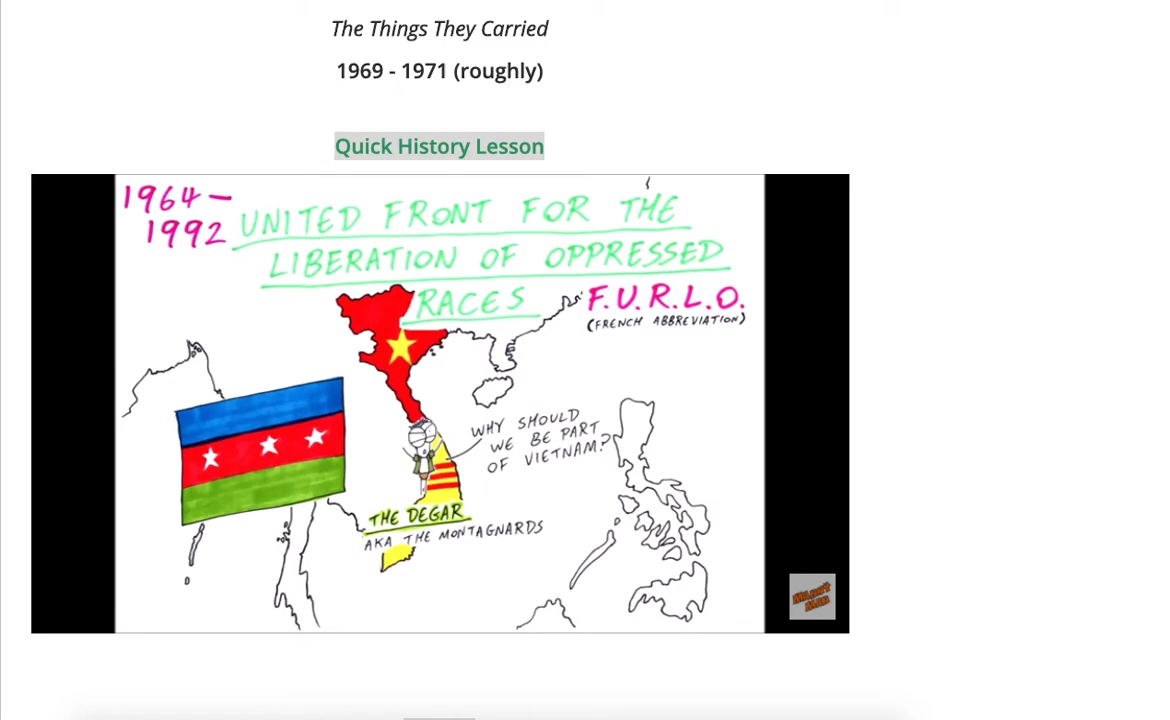 The Things They Carried
1969 - 1971 (roughly)
Quick History Lesson
1964 –
1992
UNITED FRONT FOR THE
LIBERATION OF OPPRESSED
RACES
F.U.R.L.O.
(FRENCH ABBREVIATION)
WHY SHOULD
WE BE PART
OF VIETNAM?
THE DEGAR
AKA THE MONTAGNARDS